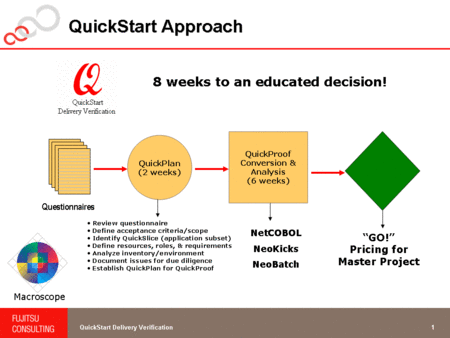 QuickStart Approach
Q
QuickStart
Delivery Verification
8 weeks to an educated decision!
Questionnaires
QuickPlan
(2 weeks)
QuickProof
Conversion &
Analysis
(6 weeks)
• Review questionnaire
• Define acceptance criteria/scope
• Identify QuickSlice (application subset)
• Define resources, roles, & requirements
• Analyze inventory/environment
• Document issues for due diligence
• Establish QuickPlan for QuickProof
NetCOBOL
NeoKicks
NeoBatch
“GO!”
Pricing for
Master Project
Macroscope
FUJITSU
CONSULTING
QuickStart Delivery Verification
1